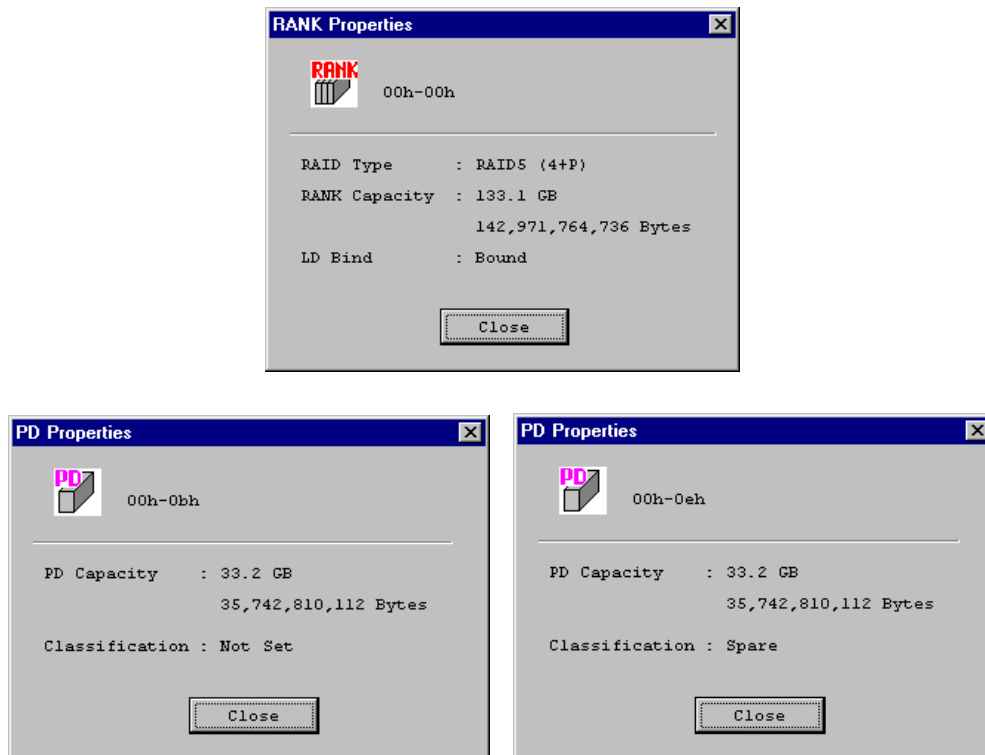 RANK Properties
RANK
00h-00h
RAID Type : RAID5 (4+P)
RANK Capacity : 133.1 GB
142,971,764,736 Bytes
LD Bind : Bound
Close
PD Properties
PD
00h-0bh
PD Capacity : 33.2 GB
35,742,810,112 Bytes
Classification : Not Set
Close
PD Properties
PD
00h-0eh
PD Capacity : 33.2 GB
35,742,810,112 Bytes
Classification : Spare
Close